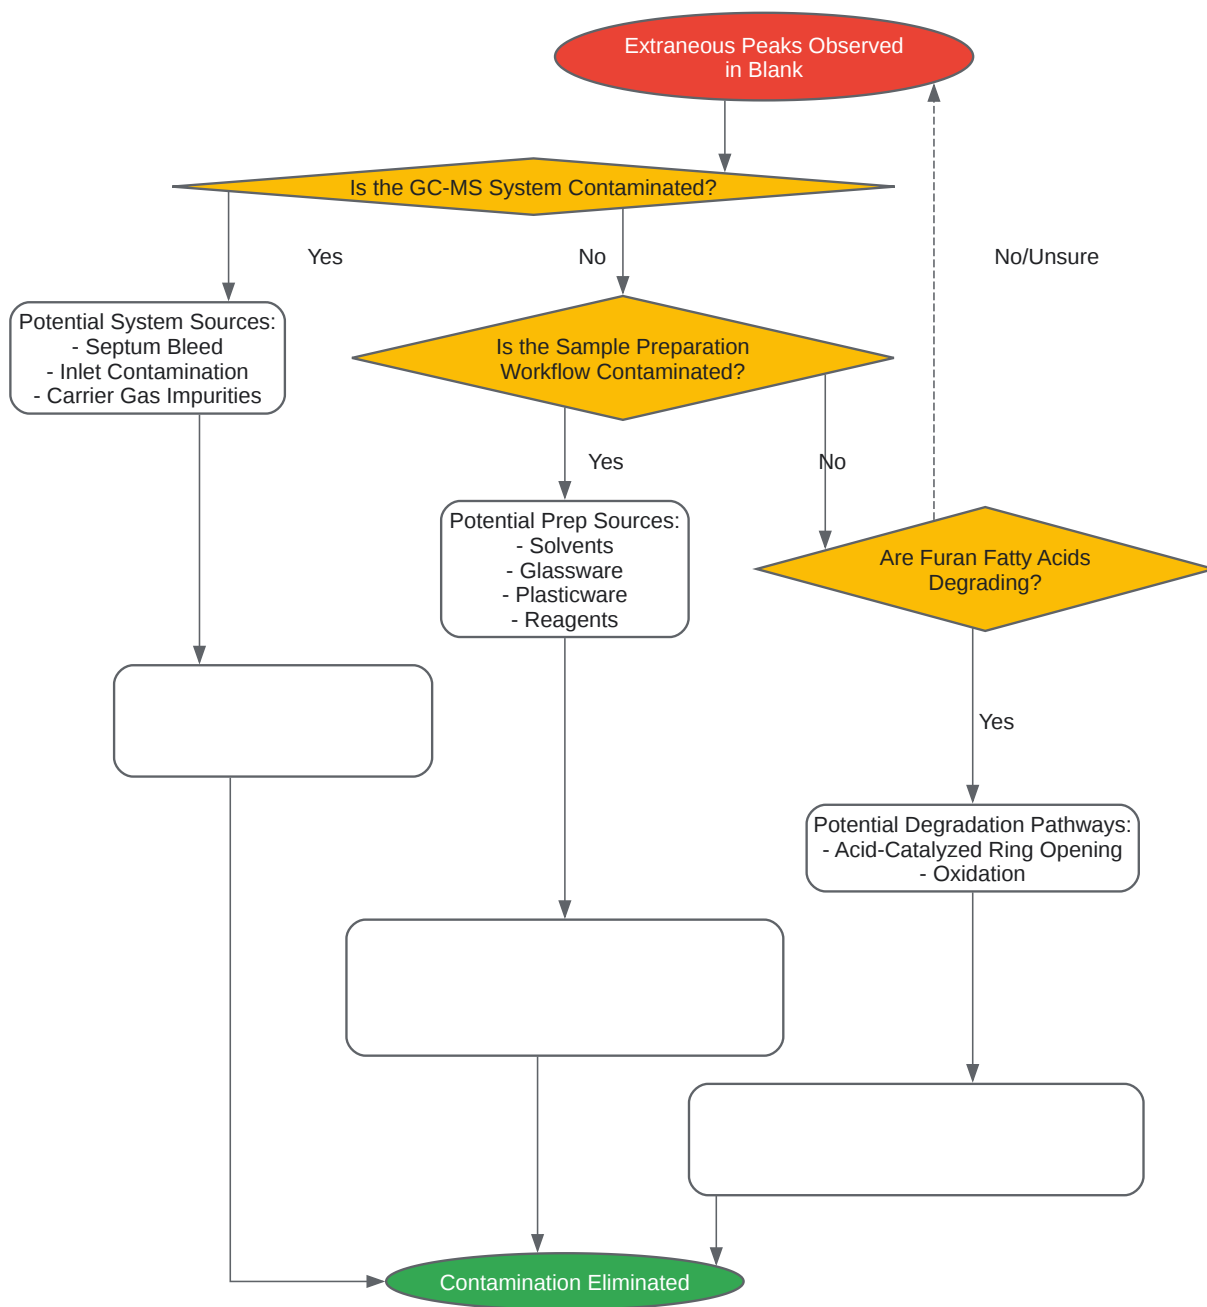 Extraneous Peaks Observed
in Blank
Is the GC-MS System Contaminated?
Yes
No
No/Unsure
Potential System Sources:
- Septum Bleed
- Inlet Contamination
- Carrier Gas Impurities
Is the Sample Preparation
Workflow Contaminated?
Yes
No
Potential Prep Sources:
- Solvents
- Glassware
- Plasticware
- Reagents
Are Furan Fatty Acids
Degrading?
Yes
Potential Degradation Pathways:
- Acid-Catalyzed Ring Opening
- Oxidation
Contamination Eliminated